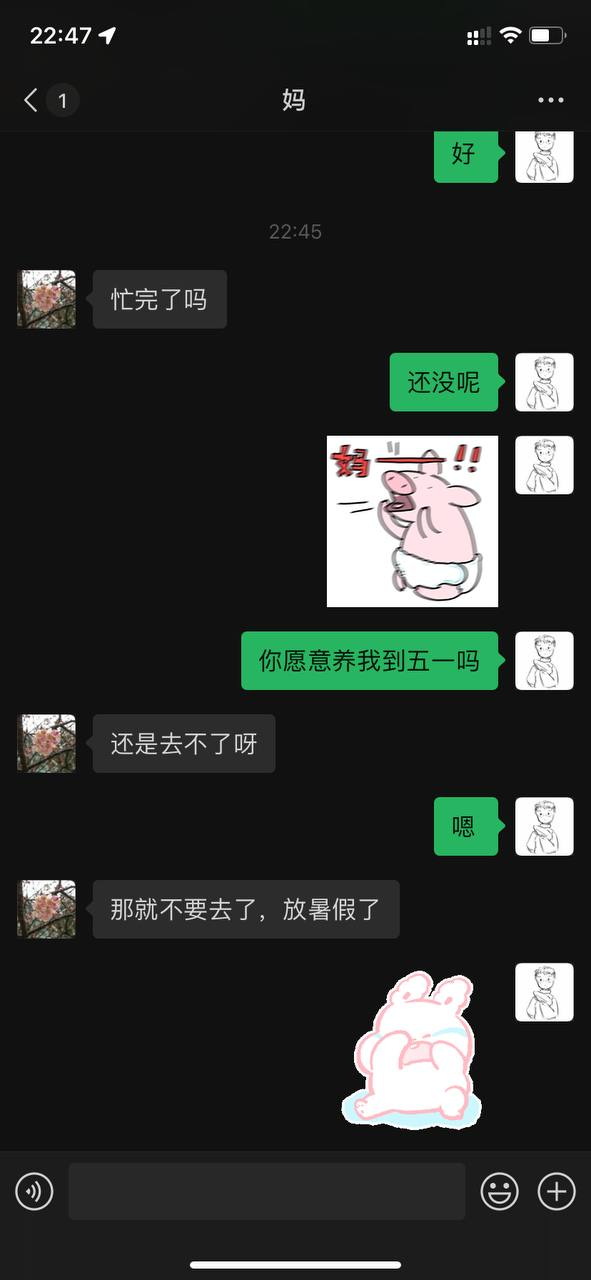 22:47
1
妈
好
22:45
忙完了吗
还没呢
妈 !!
你愿意养我到五一吗
还是去不了呀
嗯
那就不要去了，放暑假了